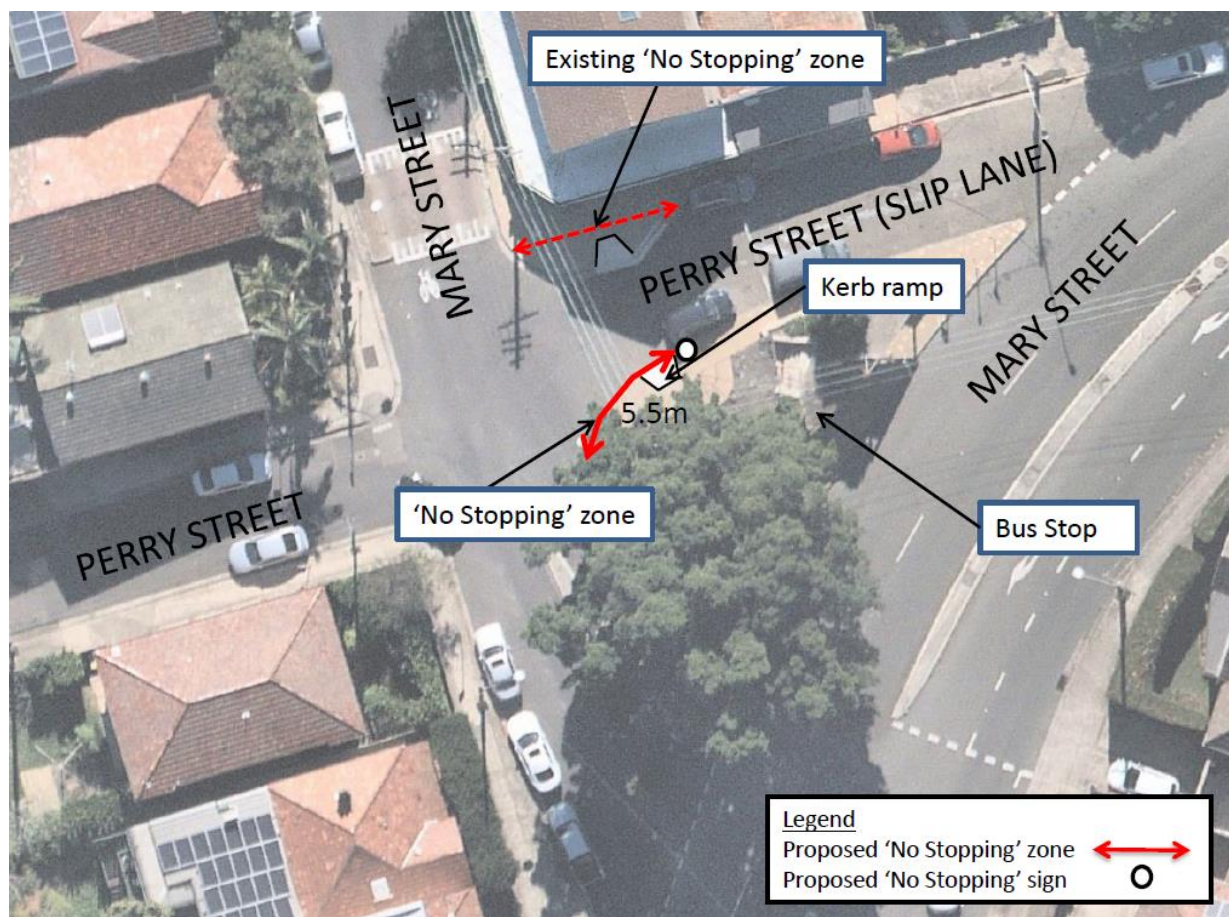 Existing ‘No Stopping’ zone
MARY STREET
PERRY STREET (SLIP LANE)
Kerb ramp
MARY STREET
5.5m
‘No Stopping’ zone
PERRY STREET
Bus Stop
Legend
Proposed ‘No Stopping’ zone
Proposed ‘No Stopping’ sign